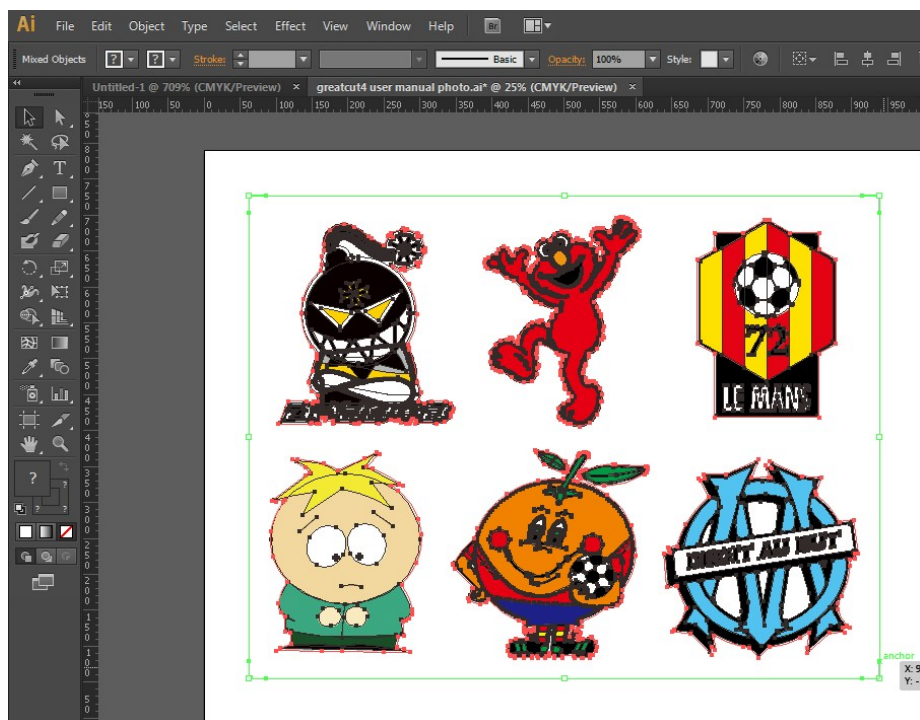 Ai File Edit Object Type Select Effect View Window Help Br
Mixed Objects ? ? Stroke: Basic Opacity: 100% Style:
Untitled-1 @ 709% (CMYK/Preview) × greatcut4 user manual photo.ai* @ 25% (CMYK/Preview) ×
150 100 50 0 50 100 150 200 250 300 350 400 450 500 550 600 650 700 750 800 850 900 950
72
LE MANS
DROIT AU BUT
anchor
X: 9
Y: -